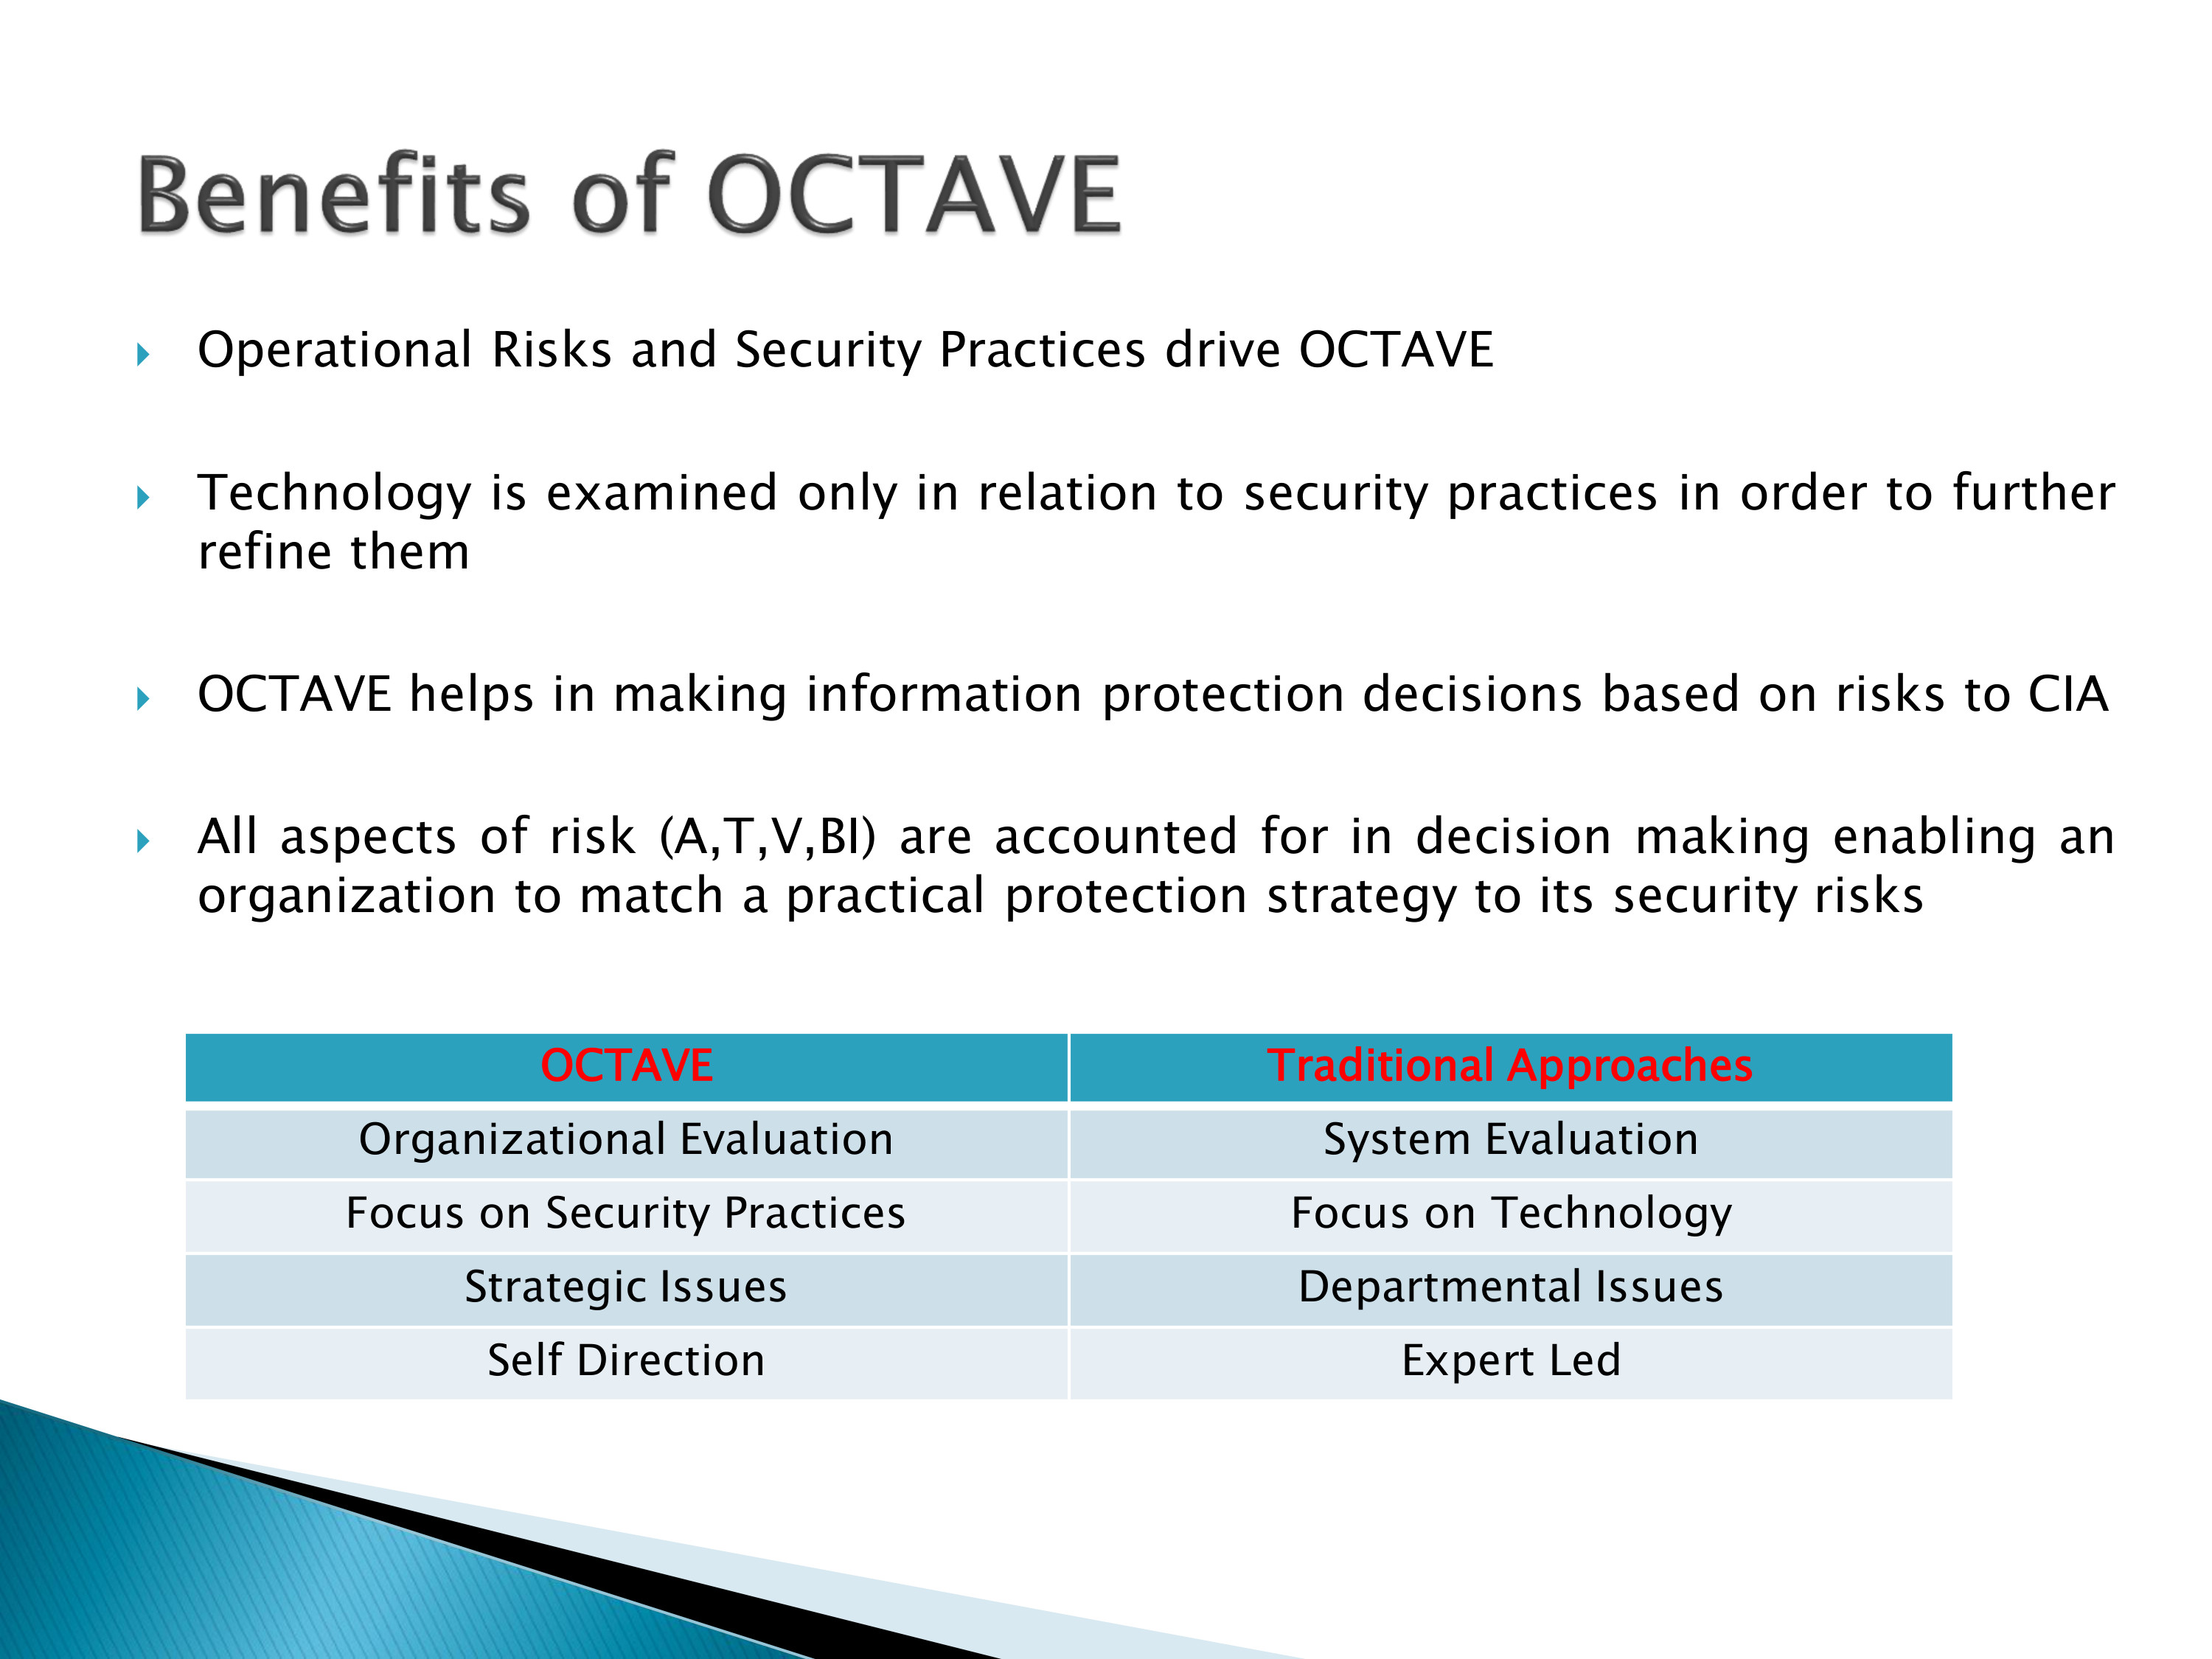 Benefits of OCTAVE
Operational Risks and Security Practices drive OCTAVE
Technology is examined only in relation to security practices in order to further
refine them
OCTAVE helps in making information protection decisions based on risks to CIA
All aspects of risk (A,T,V,BI) are accounted for in decision making enabling an
organization to match a practical protection strategy to its security risks
OCTAVE Traditional Approaches
Organizational Evaluation System Evaluation
Focus on Security Practices Focus on Technology
Strategic Issues Departmental Issues
Self Direction Expert Led